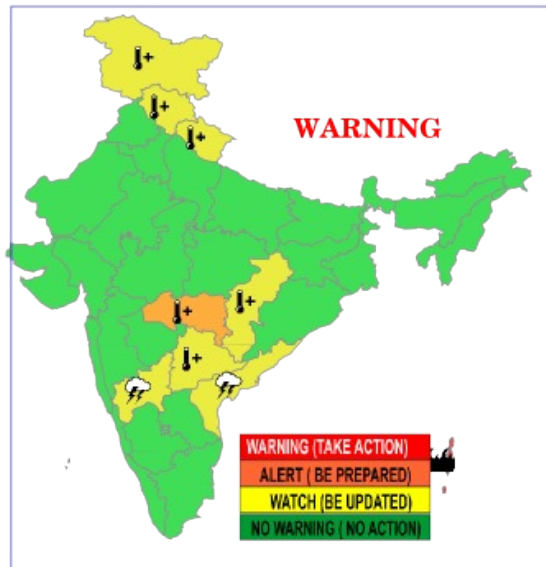 WARNING
WARNING (TAKE ACTION)
ALERT ( BE PREPARED)
WATCH (BE UPDATED)
NO WARNING ( NO ACTION)